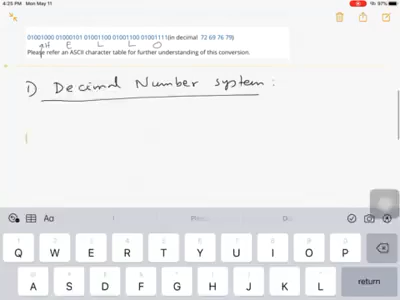 4:25 PM Mon May 11
97%
01001000 01000101 01001100 01001100 01001111(in decimal 72 69 76 79)
H E L L O
Please refer an ASCII character table for further understanding of this conversion.
1) Decimal Number system :
Aa
I
Q W E R T Y U I O P
A S D F G H J K L return